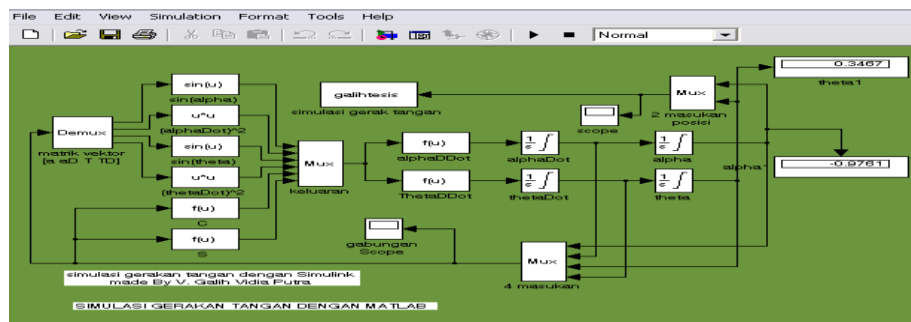 File Edit View Simulation Format Tools Help
Normal
sin(u)
sin(alpha)
u^u
(alphaDot)^2
sin(u)
sin(theta)
u^u
(thetaDot)^2
f(u)
C
f(u)
S
Demux
matrik vektor
[a aD T TD]
Mux
keluaran
galihtesis
simulasi gerak tangan
scope
Mux
2 masukan
posisi
0.3467
theta1
f(u)
alphaDDot
1
s
alphaDot
1
s
alpha
alpha1
-0.9761
f(u)
ThetaDDot
1
s
thetaDot
1
s
theta
gabungan
Scope
Mux
4 masukan
simulasi gerakan tangan dengan Simulink
made By V. Galih Vidia Putra
SIMULASI GERAKAN TANGAN DENGAN MATLAB